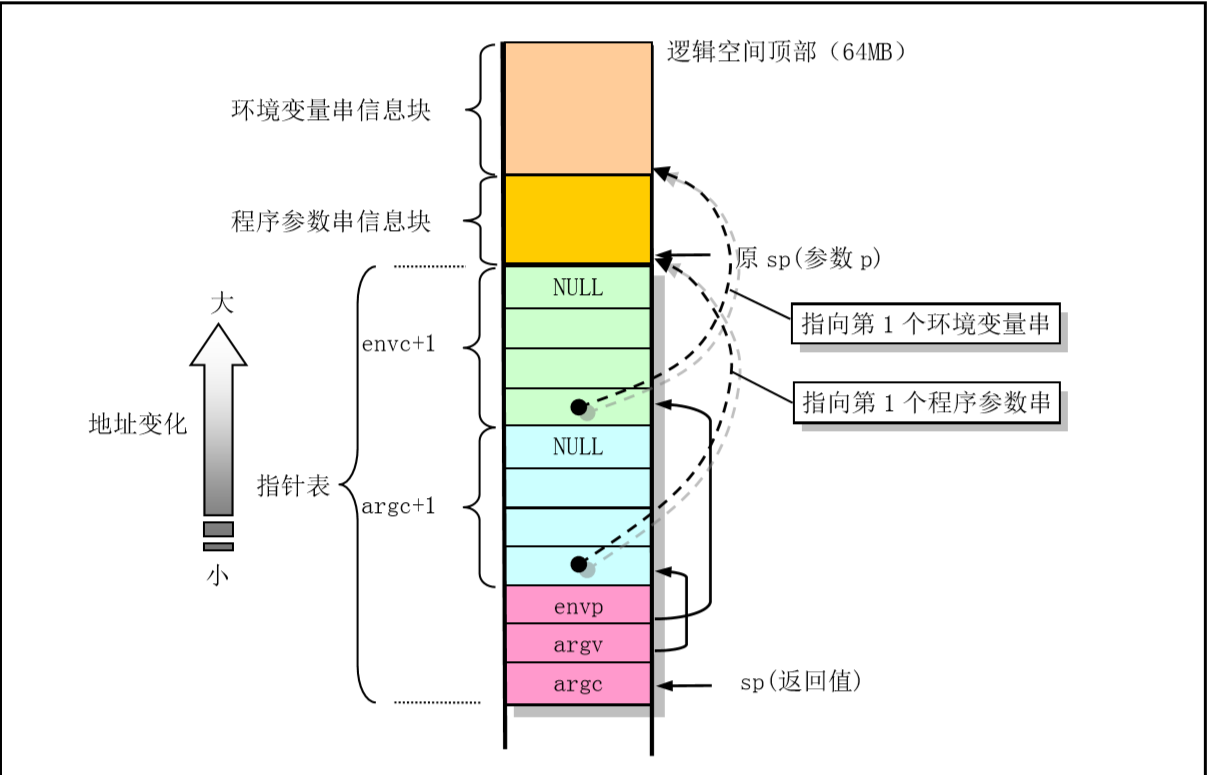 逻辑空间顶部（64MB）
环境变量串信息块
程序参数串信息块
原 sp(参数 p)
NULL
大
指向第 1 个环境变量串
envc+1
指向第 1 个程序参数串
地址变化
NULL
指针表
argc+1
小
envp
argv
argc
sp(返回值)